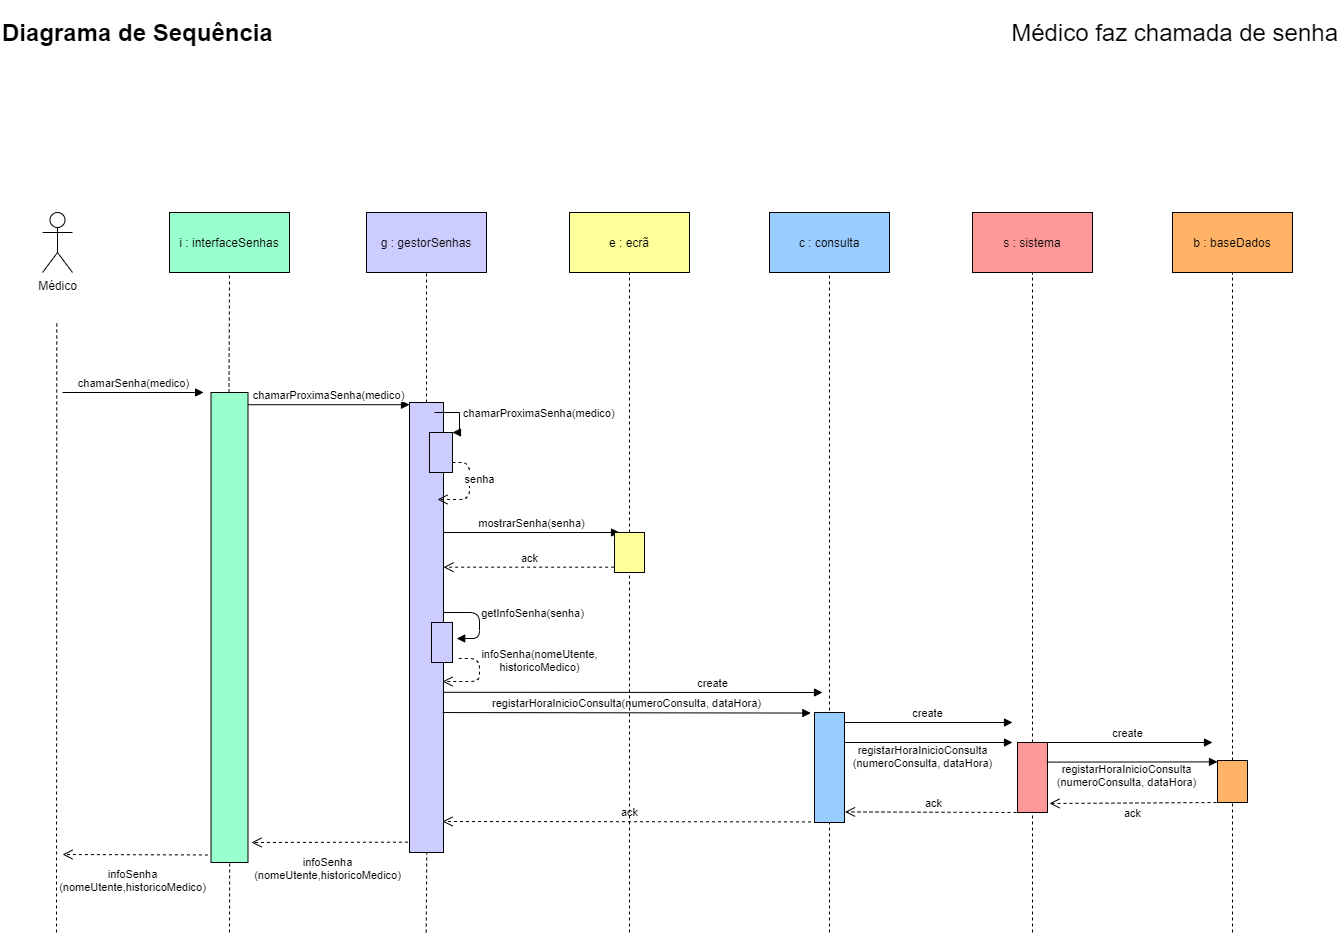 Diagrama de Sequência
Médico faz chamada de senha
i : interfaceSenhas
g : gestorSenhas
e : ecrã
c : consulta
s : sistema
b : baseDados
Médico
chamarSenha(medico)
chamarProximaSenha(medico)
chamarProximaSenha(medico)
senha
mostrarSenha(senha)
ack
getInfoSenha(senha)
infoSenha(nomeUtente,
historicoMedico)
create
registarHoraInicioConsulta(numeroConsulta, dataHora)
create
registarHoraInicioConsulta
(numeroConsulta, dataHora)
create
registarHoraInicioConsulta
(numeroConsulta, dataHora)
ack
ack
ack
infoSenha
(nomeUtente,historicoMedico)
infoSenha
(nomeUtente,historicoMedico)